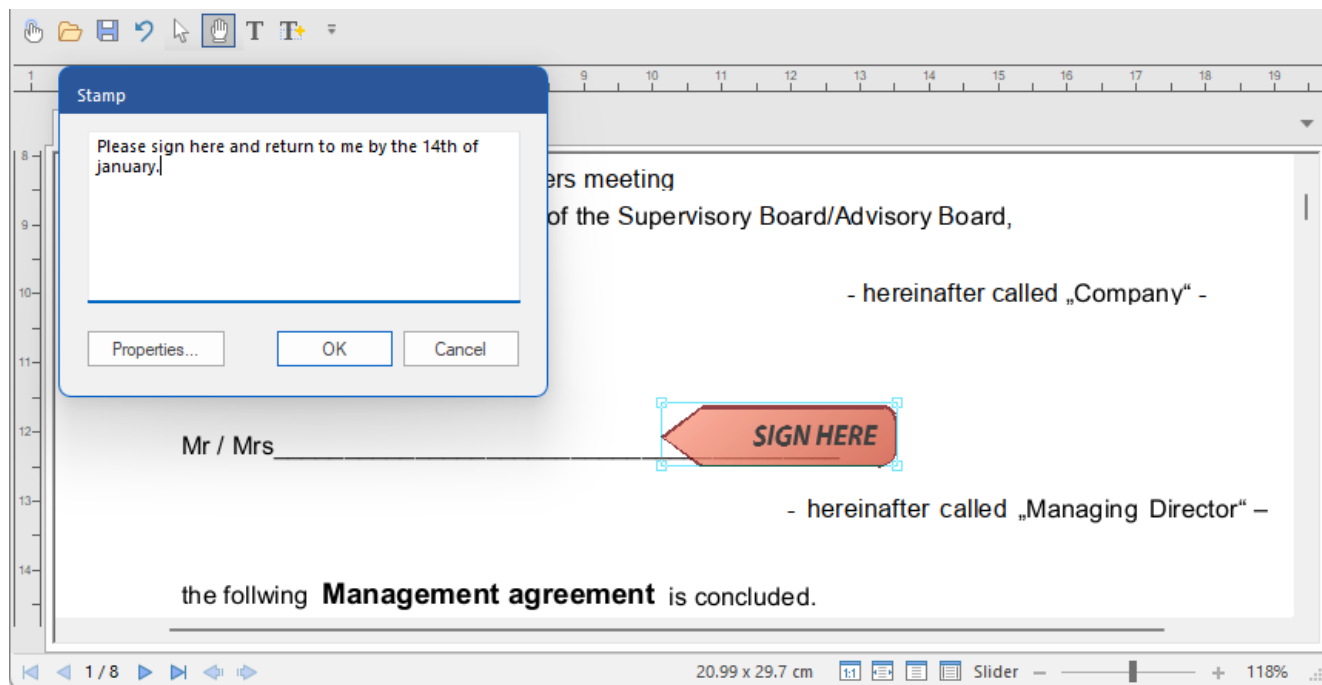 T T
1 9 10 11 12 13 14 15 16 17 18 19
Stamp
Please sign here and return to me by the 14th of
january.
Properties...
OK
Cancel
8
9
10
11
12
13
14
ers meeting
of the Supervisory Board/Advisory Board,
- hereinafter called „Company“ -
SIGN HERE
Mr / Mrs
- hereinafter called „Managing Director“ –
the follwing Management agreement is concluded.
1 / 8
20.99 x 29.7 cm
1:1
Slider
118%